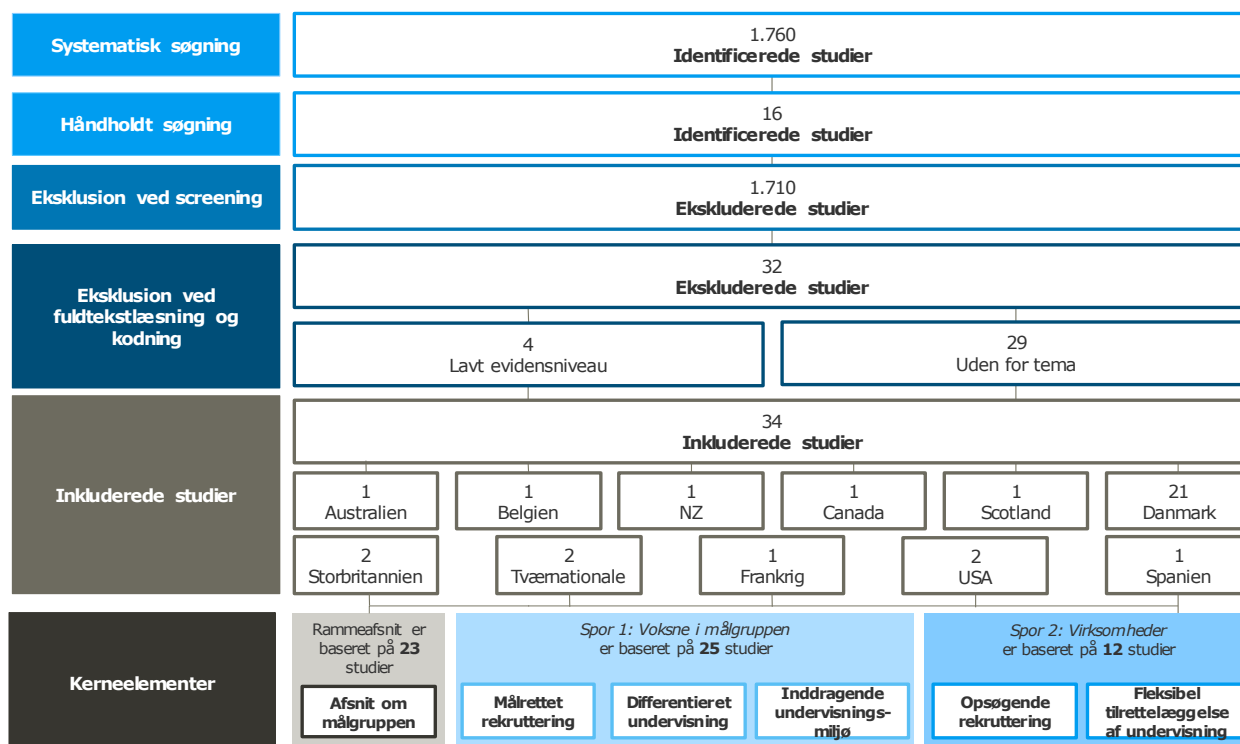 Systematisk søgning
1.760
Identificerede studier
Håndholdt søgning
16
Identificerede studier
Eksklusion ved screening
1.710
Ekskluderede studier
Eksklusion ved
fuldtekstlæsning og
kodning
32
Ekskluderede studier
4
Lavt evidensniveau
29
Uden for tema
Inkluderede studier
34
Inkluderede studier
1
Australien
1
Belgien
1
NZ
1
Canada
1
Scotland
21
Danmark
2
Storbritannien
2
Tværnationale
1
Frankrig
2
USA
1
Spanien
Kerneelementer
Rammeafsnit er
baseret på 23
studier
Afsnit om
målgruppen
Spor 1: Voksne i målgruppen
er baseret på 25 studier
Målrettet
rekruttering
Differentieret
undervisning
Inddragende
undervisnings-
miljø
Spor 2: Virksomheder
er baseret på 12 studier
Opsøgende
rekruttering
Fleksibel
tilrettelæggelse
af undervisning